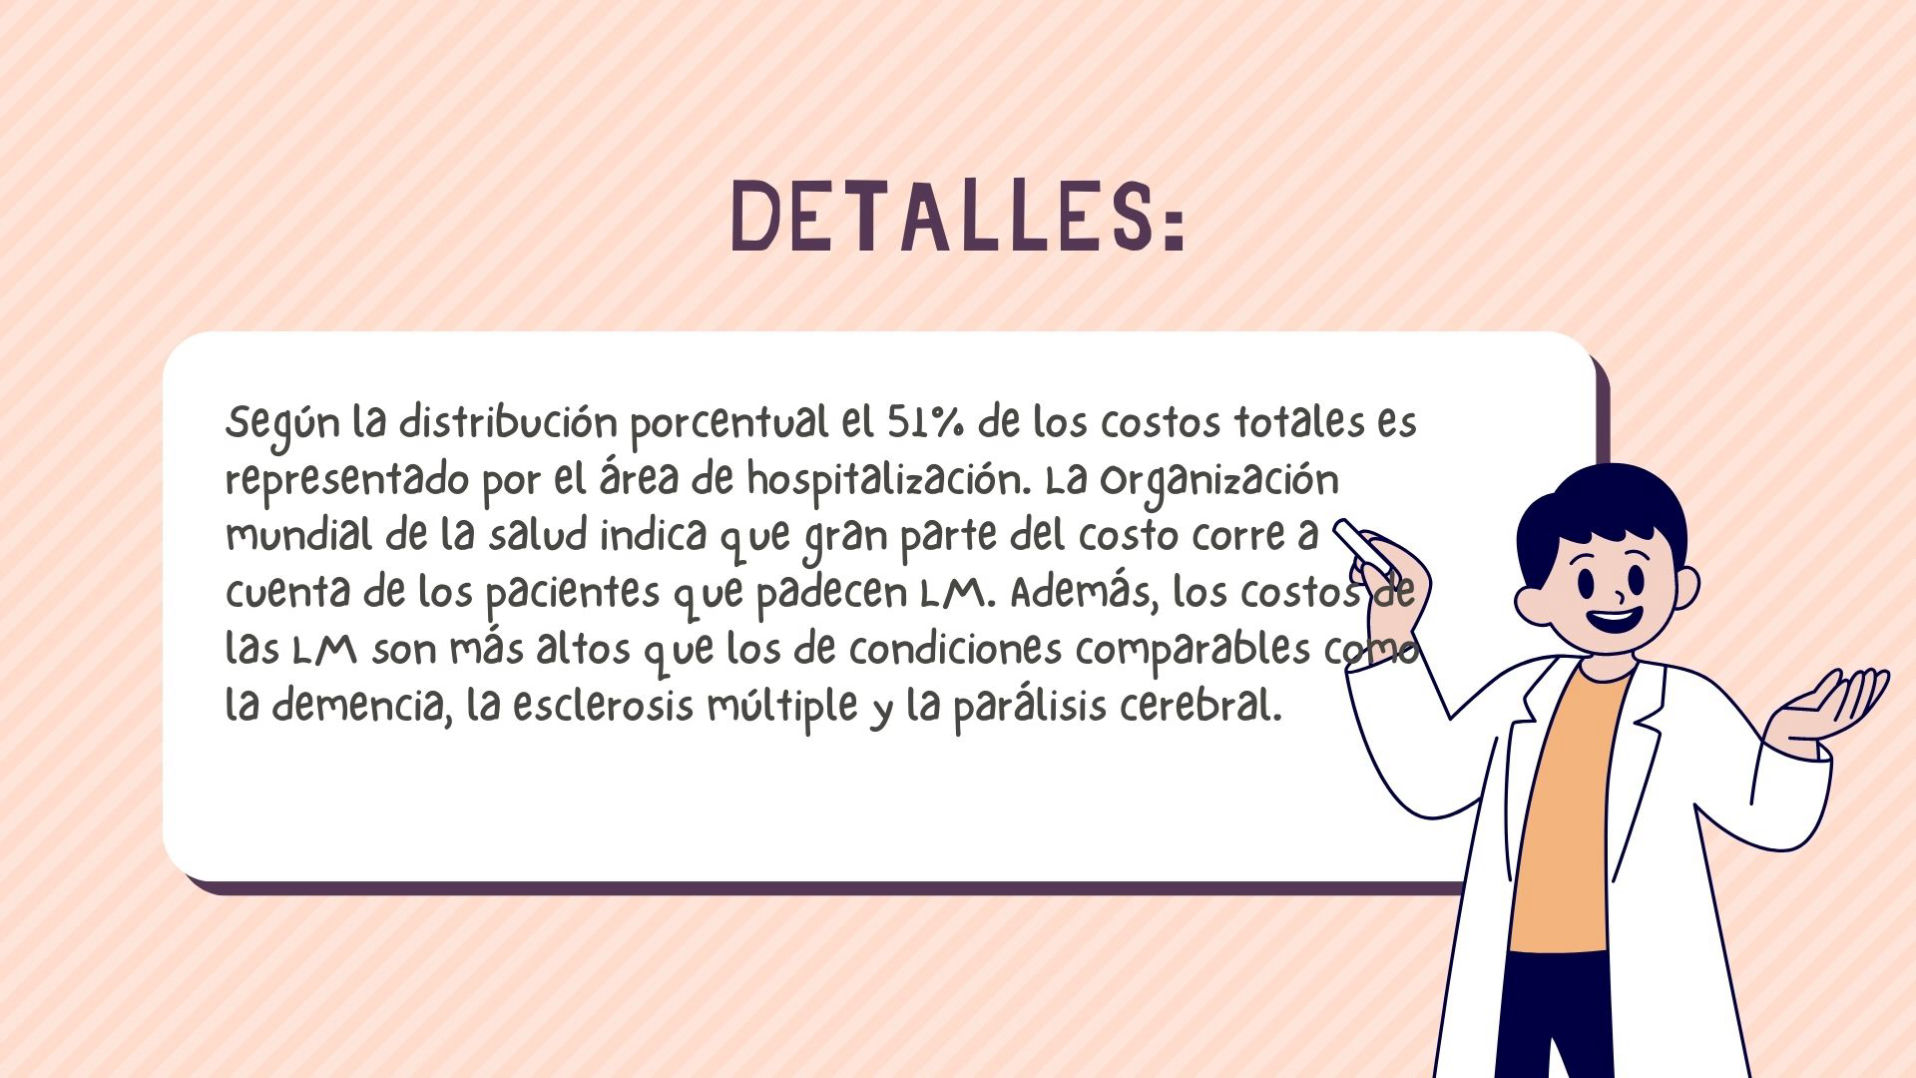 DETALLES:
Según la distribución porcentual el 51% de los costos totales es
representado por el área de hospitalización. La Organización
mundial de la salud indica que gran parte del costo corre a
cuenta de los pacientes que padecen LM. Además, los costos de
las LM son más altos que los de condiciones comparables como
la demencia, la esclerosis múltiple y la parálisis cerebral.